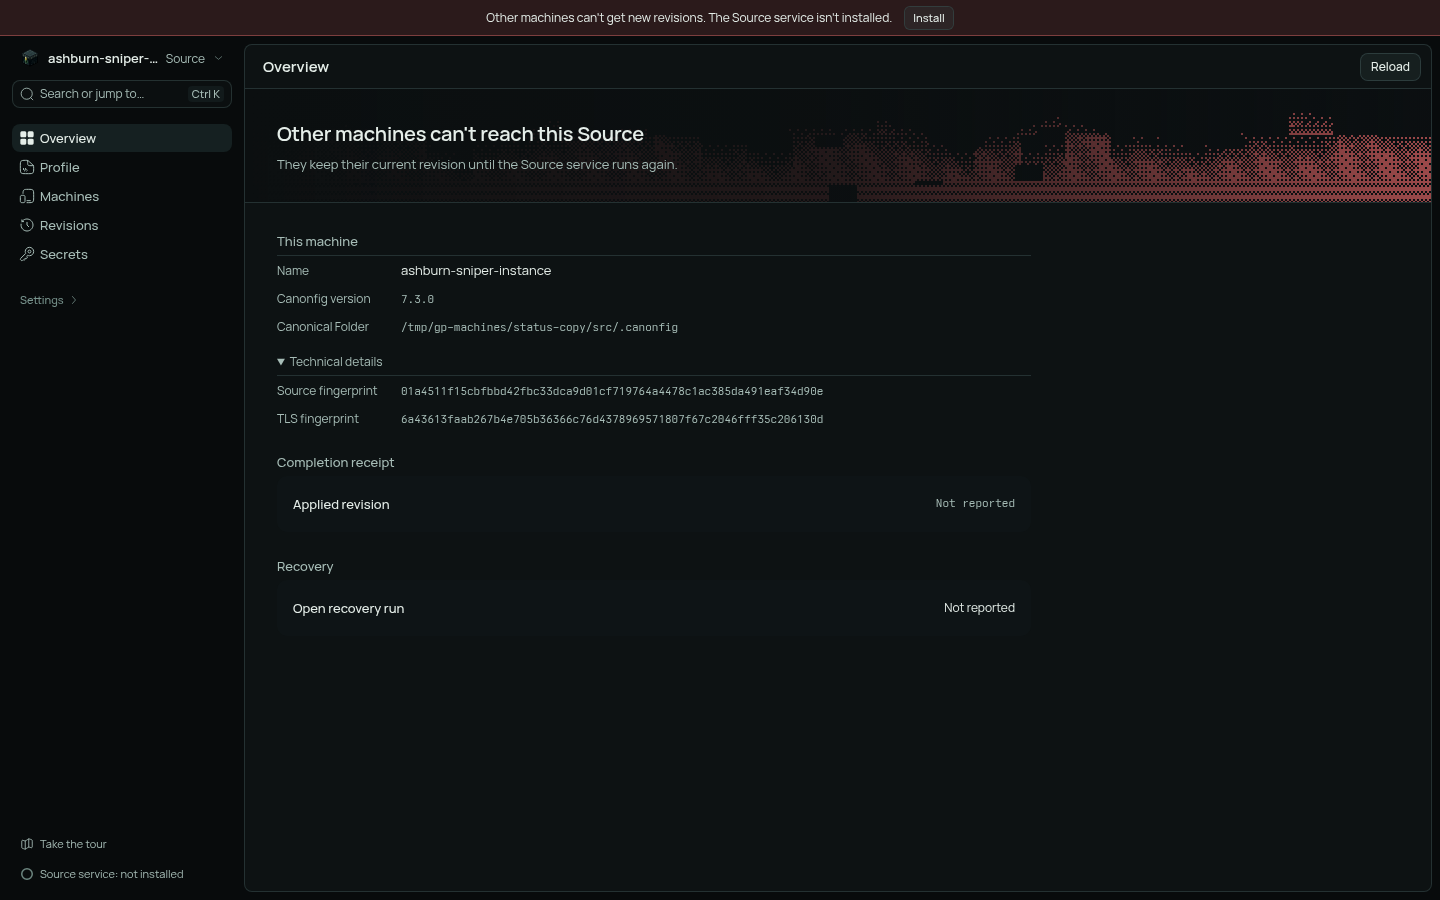 Other machines can't get new revisions. The Source service isn't installed. Install
ashburn-sniper-... Source
Search or jump to... Ctrl K
Overview
Profile
Machines
Revisions
Secrets
Settings
Take the tour
Source service: not installed
Overview
Reload
Other machines can't reach this Source
They keep their current revision until the Source service runs again.
This machine
Name ashburn-sniper-instance
Canonfig version 7.3.0
Canonical Folder /tmp/gp-machines/status-copy/src/.canonfig
Technical details
Source fingerprint 01a4511f15cbfbbd42fbc33dca9d01cf719764a4478c1ac385da491eaf34d90e
TLS fingerprint 6a43613faab267b4e705b36366c76d4378969571807f67c2046fff35c206130d
Completion receipt
Applied revision Not reported
Recovery
Open recovery run Not reported